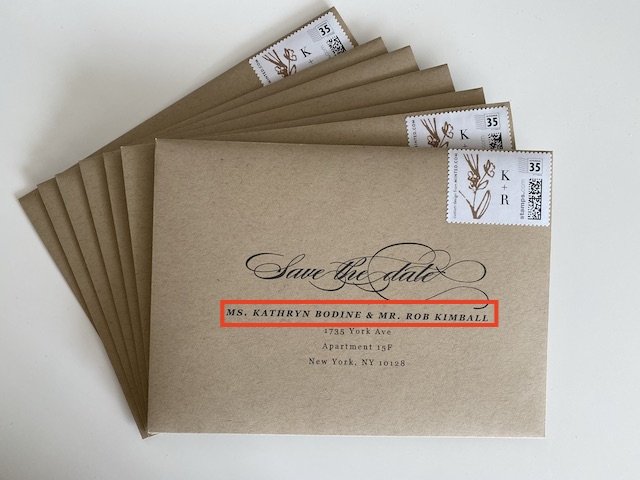 35
K
35
K
35
K
+
R
stamps.com
Save the date
MS. KATHRYN BODINE & MR. ROB KIMBALL
1735 York Ave
Apartment 15F
New York, NY 10128